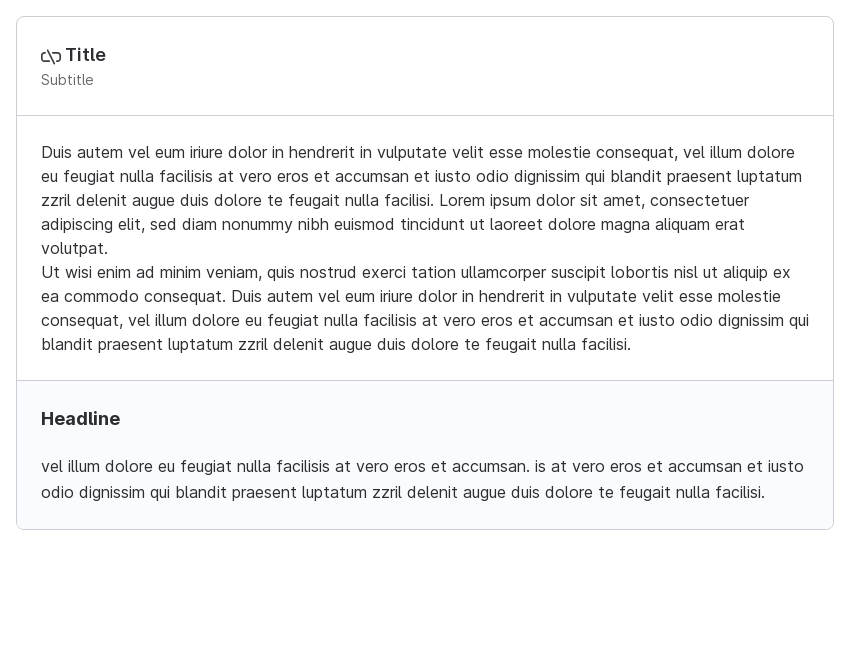 Title
Subtitle
Duis autem vel eum iriure dolor in hendrerit in vulputate velit esse molestie consequat, vel illum dolore
eu feugiat nulla facilisis at vero eros et accumsan et iusto odio dignissim qui blandit praesent luptatum
zzril delenit augue duis dolore te feugait nulla facilisi. Lorem ipsum dolor sit amet, consectetuer
adipiscing elit, sed diam nonummy nibh euismod tincidunt ut laoreet dolore magna aliquam erat
volutpat.
Ut wisi enim ad minim veniam, quis nostrud exerci tation ullamcorper suscipit lobortis nisl ut aliquip ex
ea commodo consequat. Duis autem vel eum iriure dolor in hendrerit in vulputate velit esse molestie
consequat, vel illum dolore eu feugiat nulla facilisis at vero eros et accumsan et iusto odio dignissim qui
blandit praesent luptatum zzril delenit augue duis dolore te feugait nulla facilisi.
Headline
vel illum dolore eu feugiat nulla facilisis at vero eros et accumsan. is at vero eros et accumsan et iusto
odio dignissim qui blandit praesent luptatum zzril delenit augue duis dolore te feugait nulla facilisi.